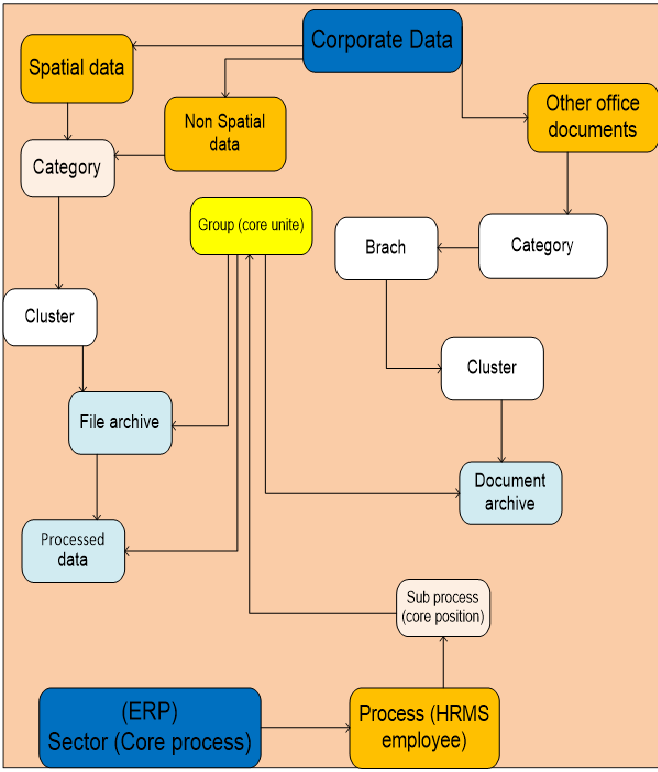 Corporate Data
Spatial data
Non Spatial
data
Other office
documents
Category
Group (core unite)
Brach
Category
Cluster
Cluster
File archive
Document
archive
Processed
data
Sub process
(core position)
(ERP)
Sector (Core process)
Process (HRMS
employee)